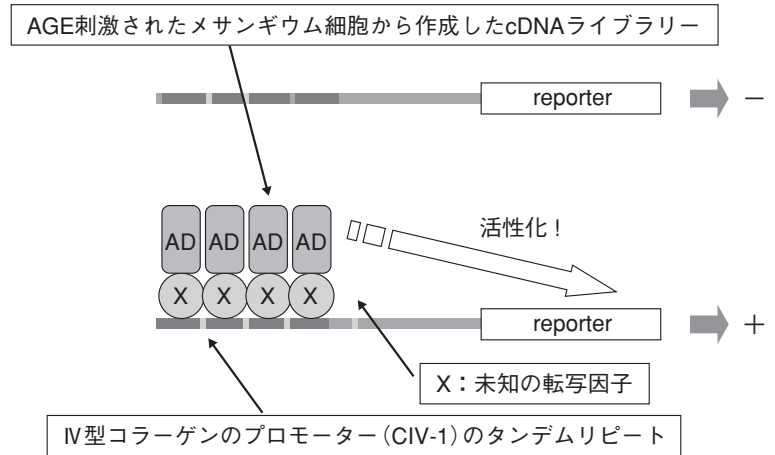 AGE刺激されたメサンギウム細胞から作成したcDNAライブラリー
reporter
－
AD AD AD AD
活性化！
X X X X
reporter
＋
X：未知の転写因子
Ⅳ型コラーゲンのプロモーター（CIV-1）のタンデムリピート